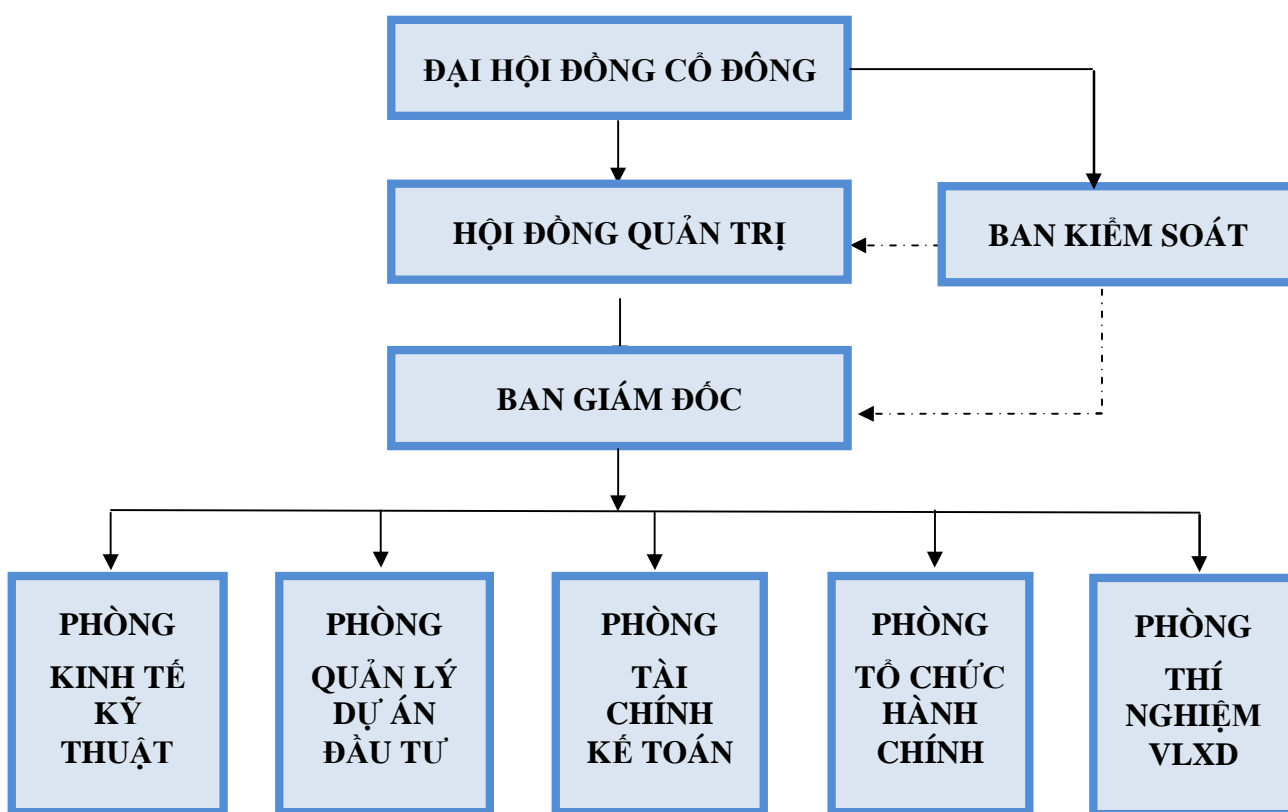 ĐẠI HỘI ĐỒNG CỔ ĐÔNG
HỘI ĐỒNG QUẢN TRỊ
BAN KIỂM SOÁT
BAN GIÁM ĐỐC
PHÒNG
KINH TẾ
KỸ
THUẬT
PHÒNG
QUẢN LÝ
DỰ ÁN
ĐẦU TƯ
PHÒNG
TÀI
CHÍNH
KẾ TOÁN
PHÒNG
TỔ CHỨC
HÀNH
CHÍNH
PHÒNG
THÍ
NGHIỆM
VLXD